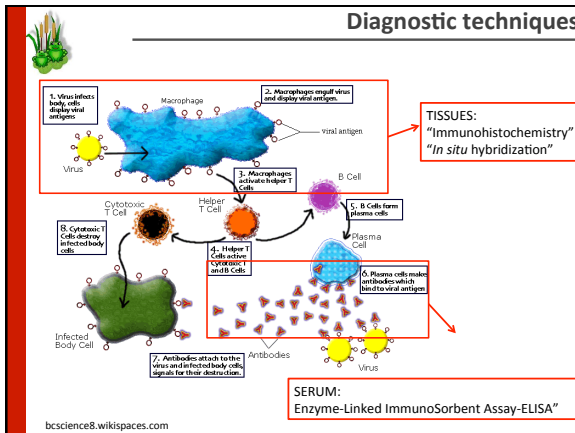 Diagnostic techniques
1. Virus infects
body, cells
display viral
antigens
Macrophage
2. Macrophages engulf virus
and display viral antigen.
viral antigen
TISSUES:
“Immunohistochemistry”
“In situ hybridization”
Virus
3. Macrophages
activate helper T
Cells
B Cell
Cytotoxic
T Cell
Helper
T Cell
5. B Cells form
plasma cells
8. Cytotoxic T
Cells destroy
infected body
cells
4. Helper T
Cells active
Cytotoxic T
and B Cells
Plasma
Cell
6. Plasma cells make
antibodies which
bind to viral antigen
Infected
Body Cell
Antibodies
Virus
7. Antibodies attach to the
virus and infected body cells,
signals for their destruction.
SERUM:
Enzyme-Linked ImmunoSorbent Assay-ELISA”
bcscience8.wikispaces.com